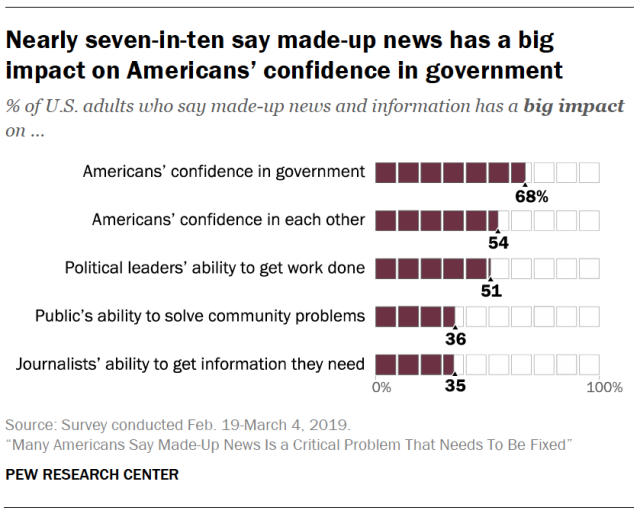 Nearly seven-in-ten say made-up news has a big
impact on Americans’ confidence in government
% of U.S. adults who say made-up news and information has a big impact
on ...
Americans’ confidence in government
68%
Americans’ confidence in each other
54
Political leaders’ ability to get work done
51
Public’s ability to solve community problems
36
Journalists’ ability to get information they need
35
0% 100%
Source: Survey conducted Feb. 19-March 4, 2019.
“Many Americans Say Made-Up News Is a Critical Problem That Needs To Be Fixed”
PEW RESEARCH CENTER